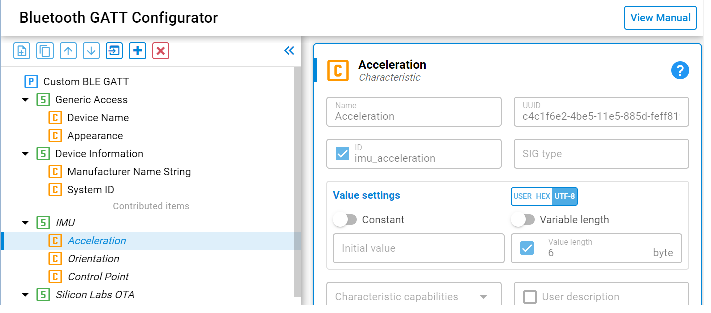 Bluetooth GATT Configurator
View Manual
P Custom BLE GATT
S Generic Access
C Device Name
C Appearance
S Device Information
C Manufacturer Name String
C System ID
Contributed items
S IMU
C Acceleration
C Orientation
C Control Point
S Silicon Labs OTA
C Acceleration
Characteristic
?
Name
Acceleration
UUID
c4c1f6e2-4be5-11e5-885d-feff81
ID
imu_acceleration
SIG type
Value settings
USER HEX UTF-8
Constant
Variable length
Initial value
Value length
6 byte
Characteristic capabilities
User description